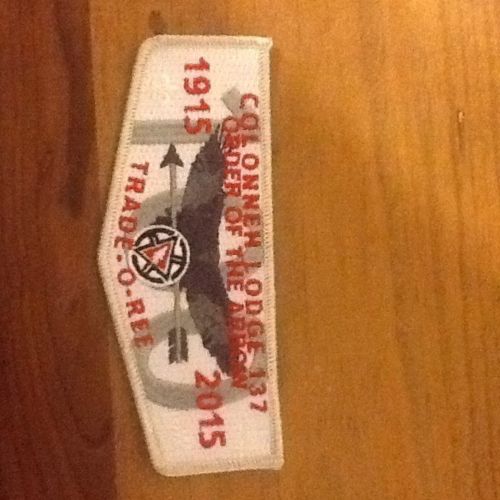 COLONNEH LODGE 137
ORDER OF THE ARROW
1915 2015
TRADE-O-REE